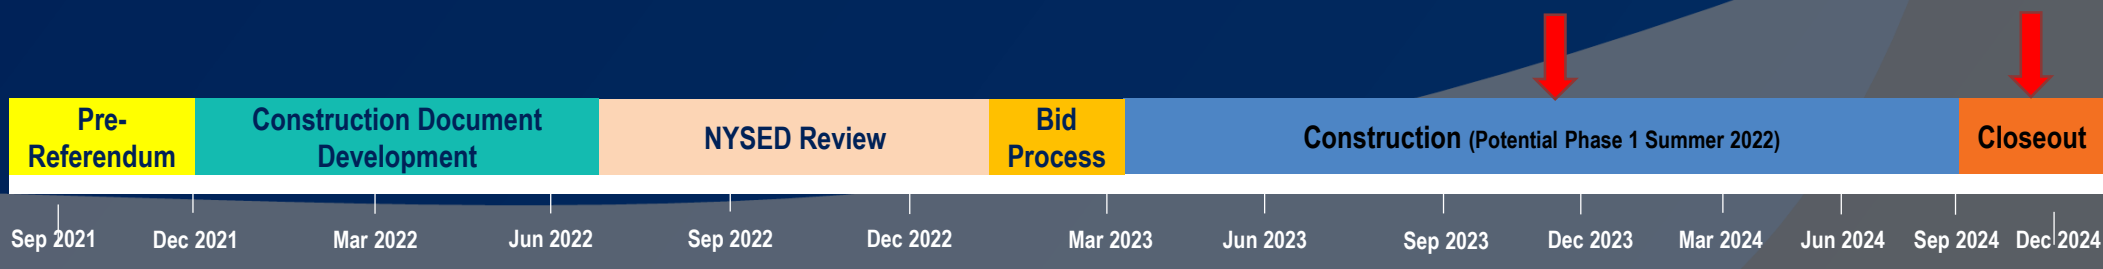 Pre-
Referendum
Construction Document
Development
NYSED Review
Bid
Process
Construction (Potential Phase 1 Summer 2022)
Closeout
Sep 2021
Dec 2021
Mar 2022
Jun 2022
Sep 2022
Dec 2022
Mar 2023
Jun 2023
Sep 2023
Dec 2023
Mar 2024
Jun 2024
Sep 2024
Dec 2024